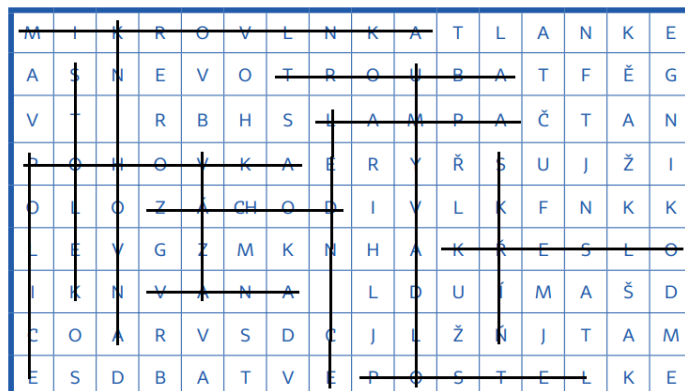 M I K R O V L N K A T L A N K E
A S N E V O T R O U B A T F Ě G
V T I R B H S L A M P A Č T A N
P O H O V K A E R Y Ř S U J Ž I
O L O Z Á CH O D I V L K F N K K
L E V G Z M K N H A K Ř E S L O
I K N V A N A I L D U Í M A Š D
C O A R V S D C J L Ž Ň J T A M
E S D B A T V E P O S T E L K E